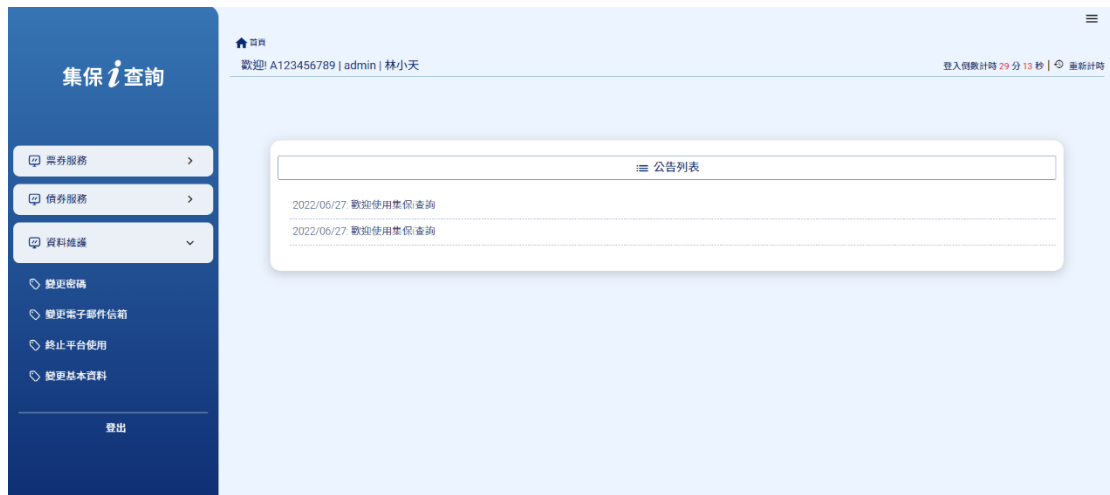 集保i查詢
票券服務
債券服務
資料維護
變更密碼
變更電子郵件信箱
終止平台使用
變更基本資料
登出
首頁
歡迎! A123456789 | admin | 林小天
登入倒數計時 29 分 13 秒 | 重新計時
公告列表
2022/06/27: 歡迎使用集保i查詢
2022/06/27: 歡迎使用集保i查詢